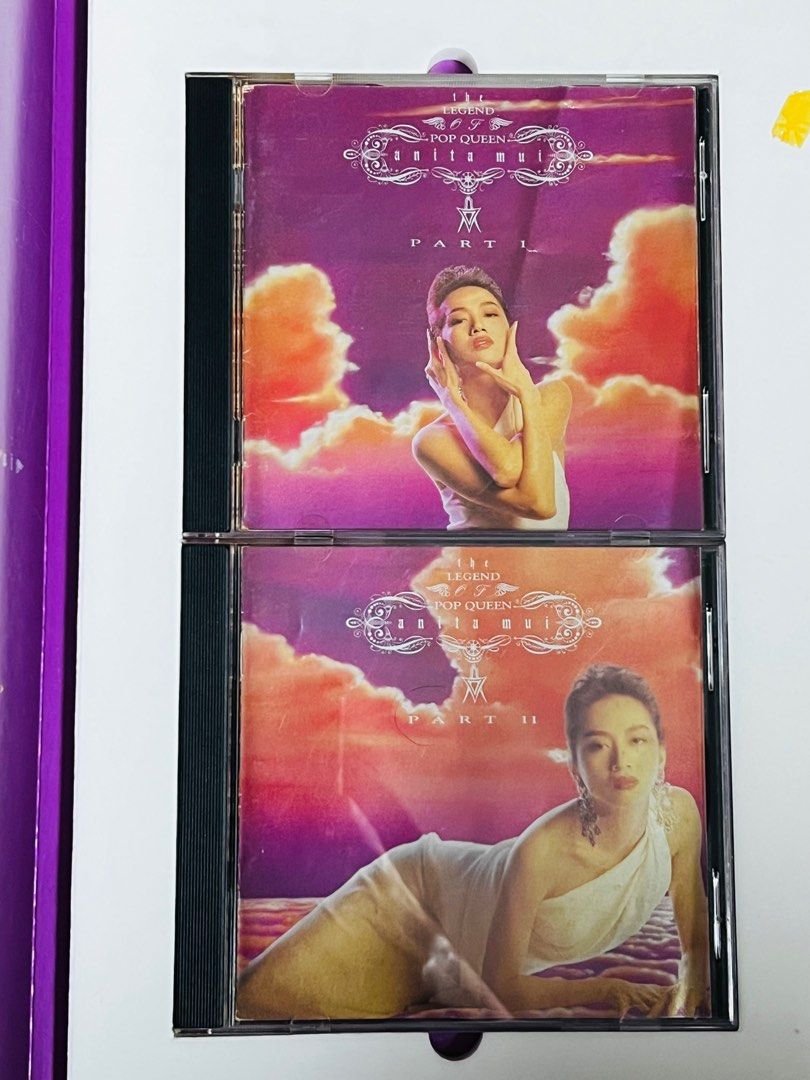 the
LEGEND
OF
POP QUEEN
anita mui
PART I
the
LEGEND
OF
POP QUEEN
anita mui
PART II